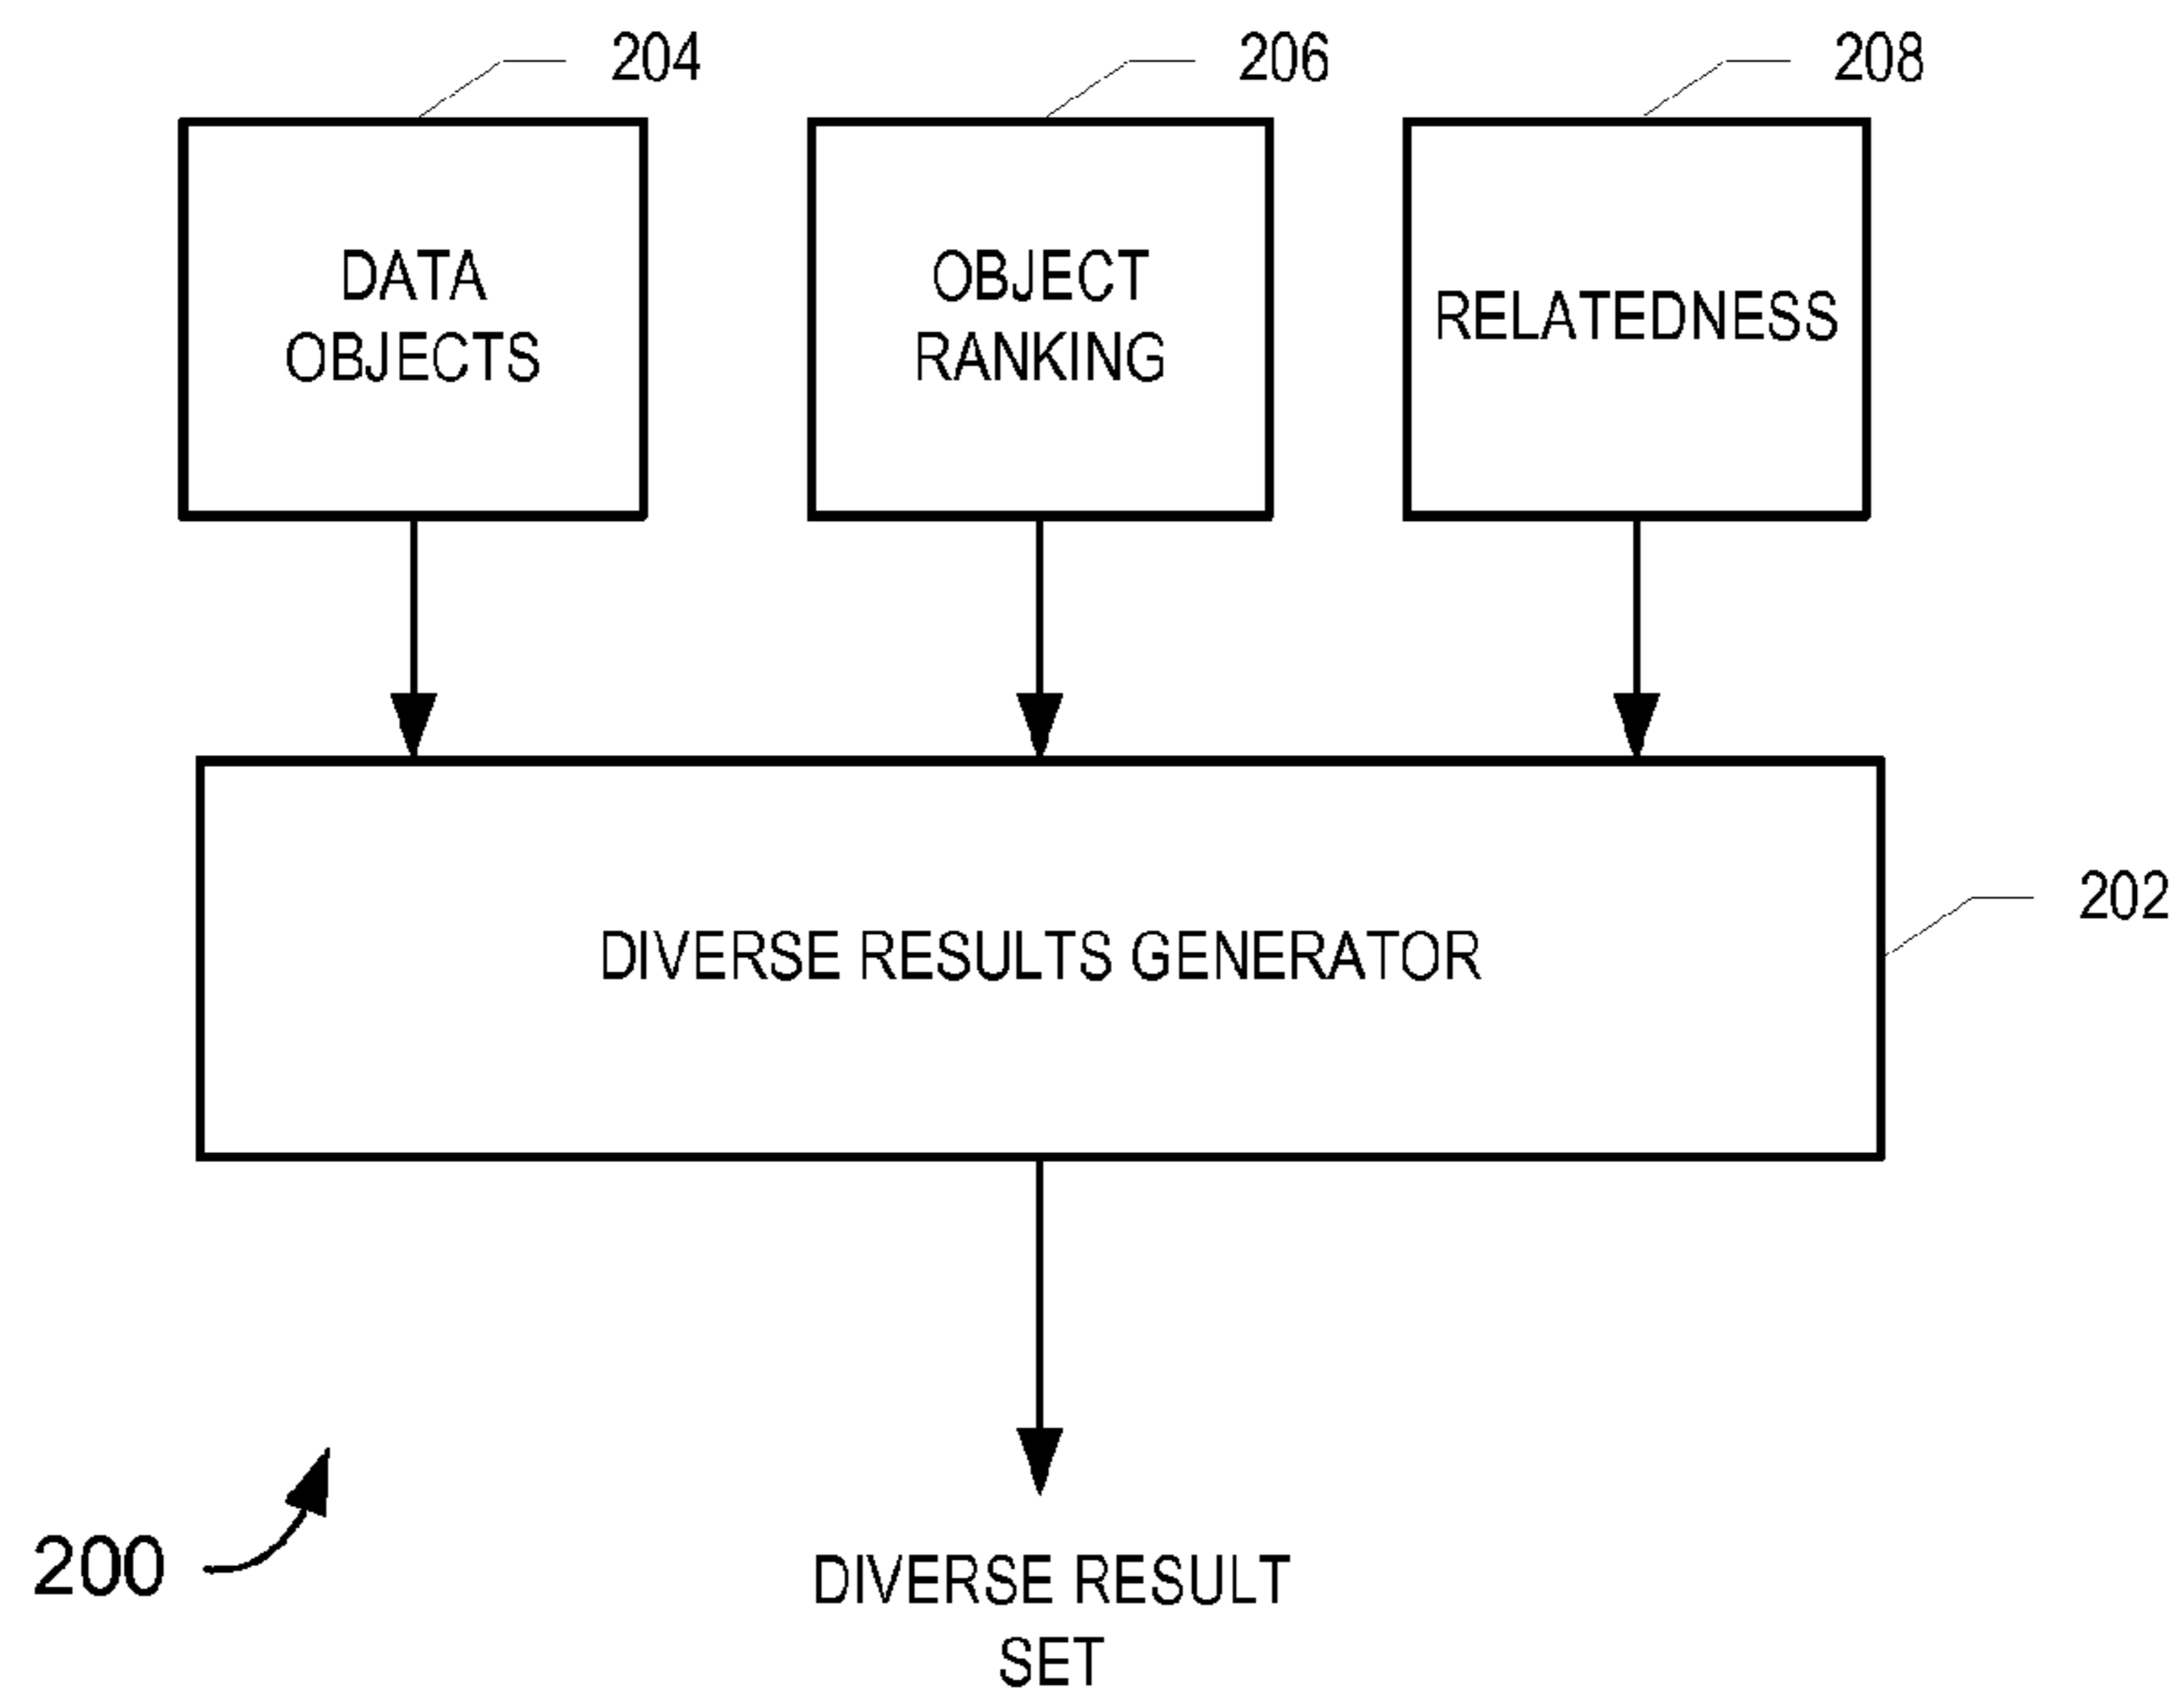 204
206
208
DATA
OBJECTS
OBJECT
RANKING
RELATEDNESS
202
DIVERSE RESULTS GENERATOR
200
DIVERSE RESULT
SET